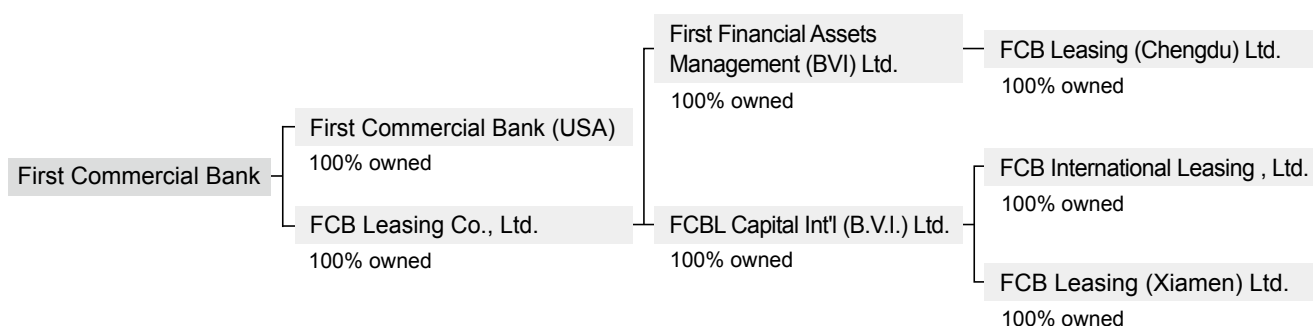 First Commercial Bank
First Commercial Bank (USA)
100% owned
FCB Leasing Co., Ltd.
100% owned
First Financial Assets
Management (BVI) Ltd.
100% owned
FCBL Capital Int'l (B.V.I.) Ltd.
100% owned
FCB Leasing (Chengdu) Ltd.
100% owned
FCB International Leasing , Ltd.
100% owned
FCB Leasing (Xiamen) Ltd.
100% owned